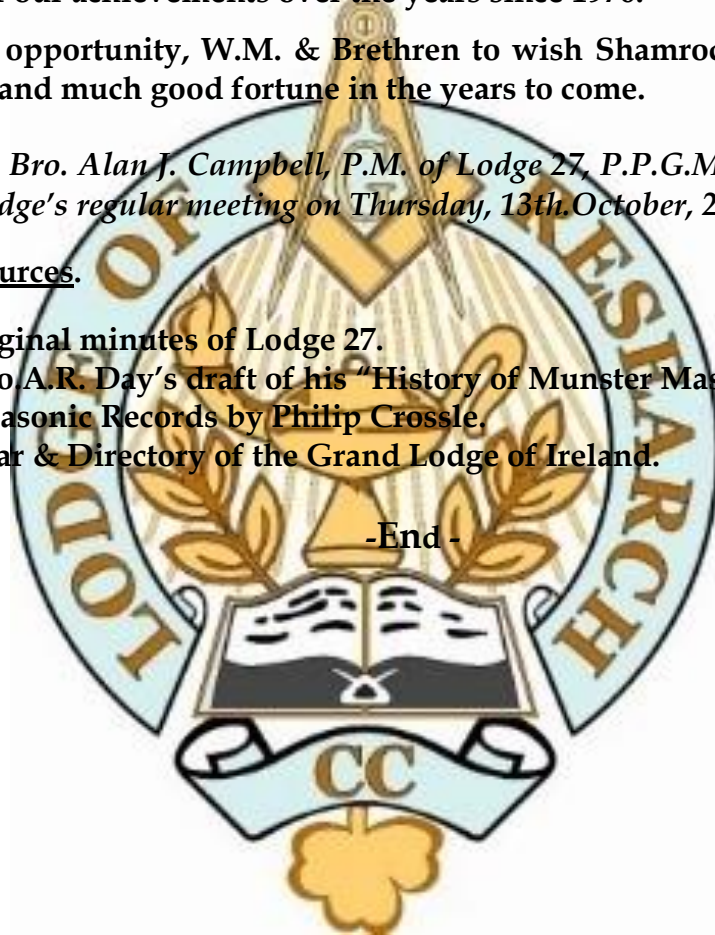 our achievements over the years since 1976.
opportunity, W.M. & Brethren to wish Shamroc
and much good fortune in the years to come.
Bro. Alan J. Campbell, P.M. of Lodge 27, P.P.G.M
dge’s regular meeting on Thursday, 13th.October, 2
urces.
ginal minutes of Lodge 27.
o.A.R. Day’s draft of his “History of Munster Mas
asonic Records by Philip Crossle.
ar & Directory of the Grand Lodge of Ireland.
-End -
LODGE OF RESEARCH
G
CC